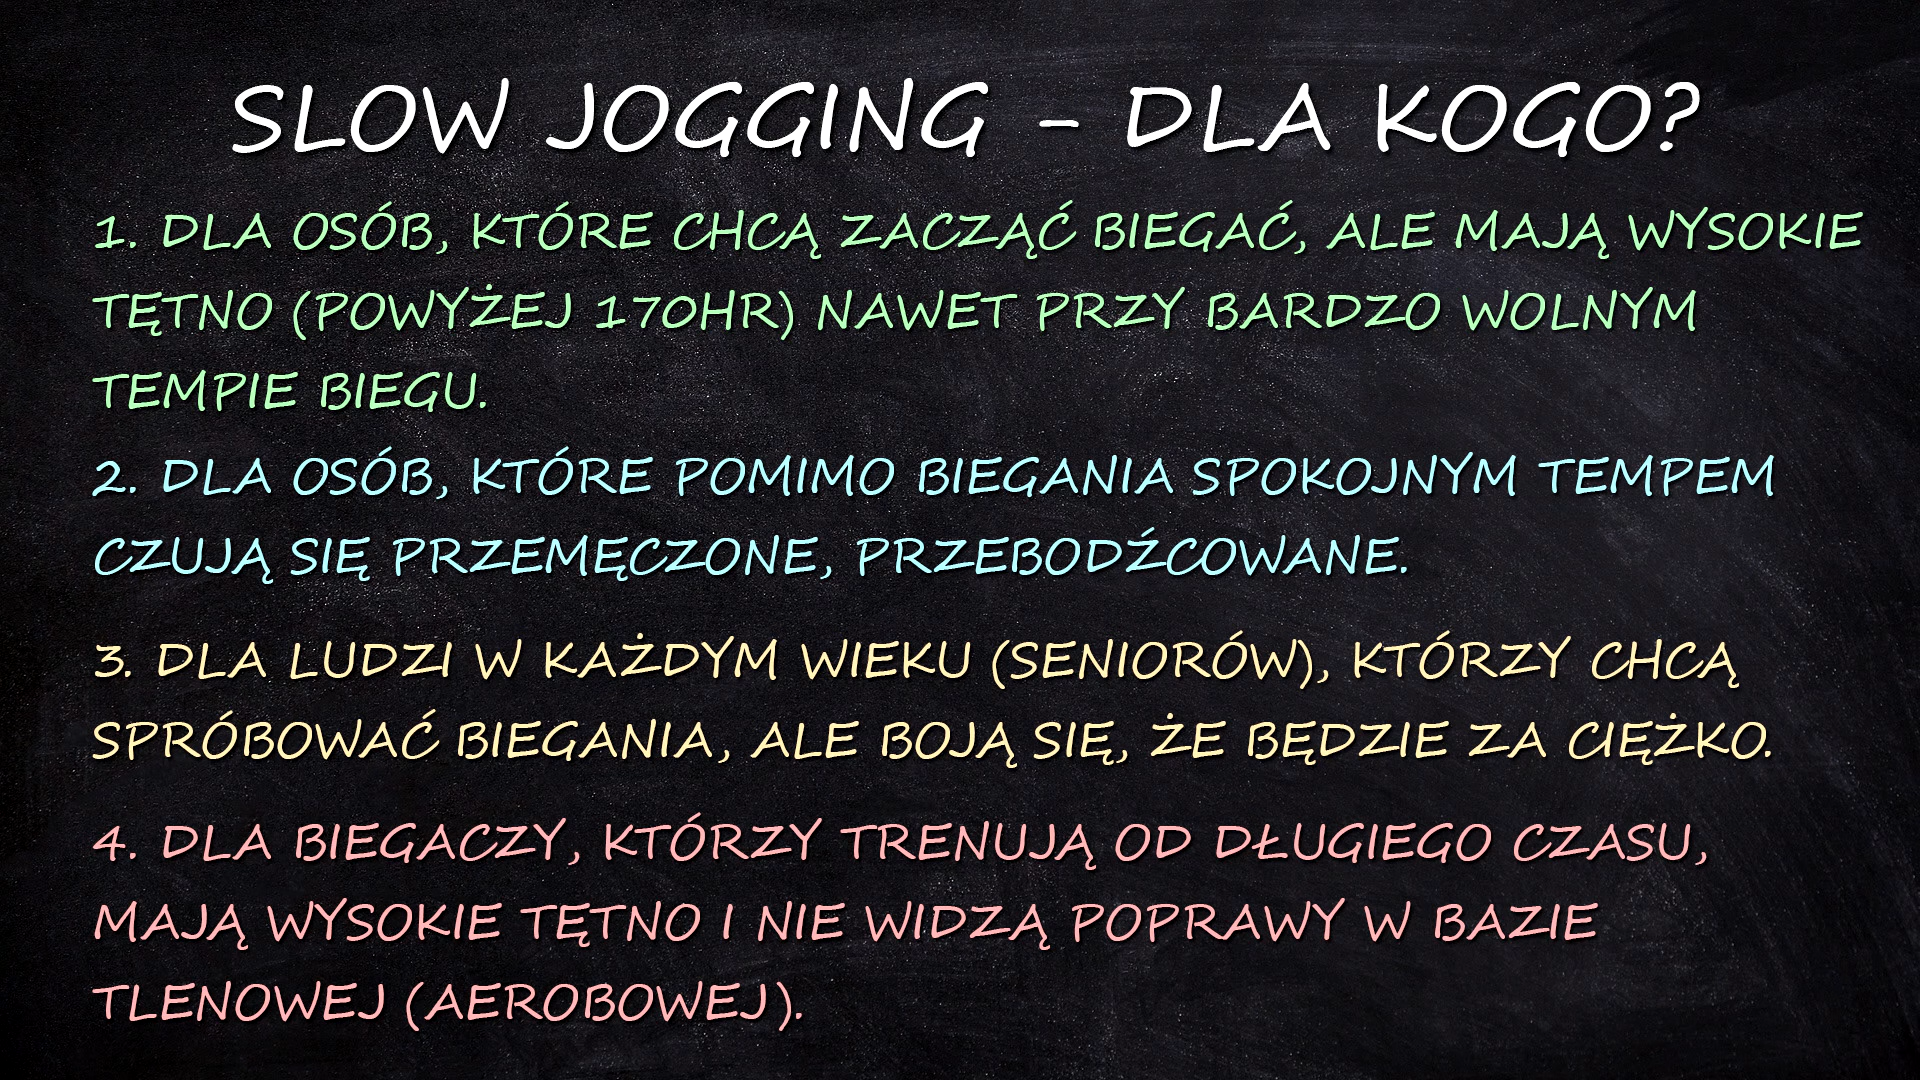 SLOW JOGGING - DLA KOGO?
1. DLA OSÓB, KTÓRE CHCĄ ZACZĄĆ BIEGAĆ, ALE MAJĄ WYSOKIE
TĘTNO (POWYŻEJ 170HR) NAWET PRZY BARDZO WOLNYM
TEMPIE BIEGU.
2. DLA OSÓB, KTÓRE POMIMO BIEGANIA SPOKOJNYM TEMPEM
CZUJĄ SIĘ PRZEMĘCZONE, PRZEBODŹCOWANE.
3. DLA LUDZI W KAŻDYM WIEKU (SENIORÓW), KTÓRZY CHCĄ
SPRÓBOWAĆ BIEGANIA, ALE BOJĄ SIĘ, ŻE BĘDZIE ZA CIĘŻKO.
4. DLA BIEGACZY, KTÓRZY TRENUJĄ OD DŁUGIEGO CZASU,
MAJĄ WYSOKIE TĘTNO I NIE WIDZĄ POPRAWY W BAZIE
TLENOWEJ (AEROBOWEJ).